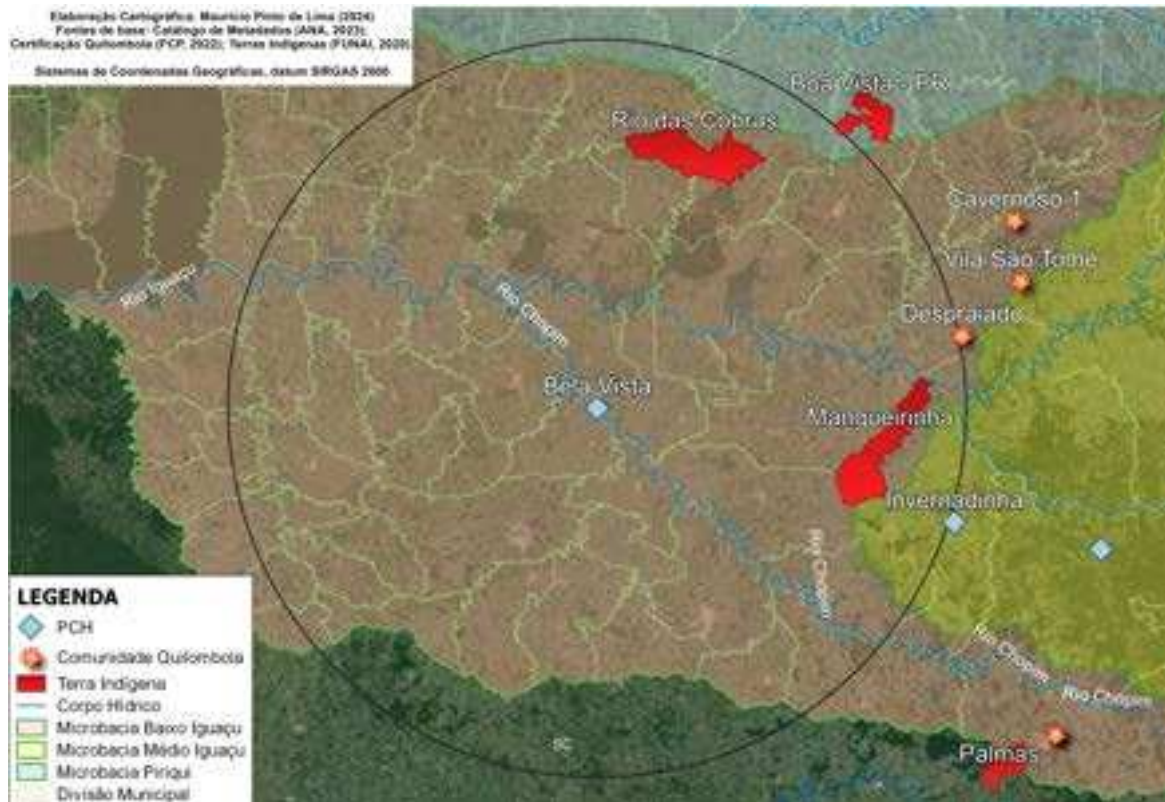 Elaboração Cartográfica: Maurício Pinto de Lima (2024)
Fontes de base: Catálogo de Metadados (ANA, 2023);
Certificação Quilombola (FCP, 2022); Terras Indígenas (FUNAI, 2020)
Sistemas de Coordenadas Geográficas, datum SIRGAS 2000
Boa Vista - PR
Rio das Cobras
Cavernoso 1
Vila São Tomé
Rio Iguaçu
Rio Chopim
Despraiado
Bela Vista
Mangueirinha
Invernadinha
Rio Chopim
LEGENDA
PCH
Comunidade Quilombola
Rio Chopim
Rio Chopim
Terra Indígena
Corpo Hídrico
Microbacia Baixo Iguaçu
SC
Microbacia Médio Iguaçu
Palmas
Microbacia Piriqui
Divisão Municipal